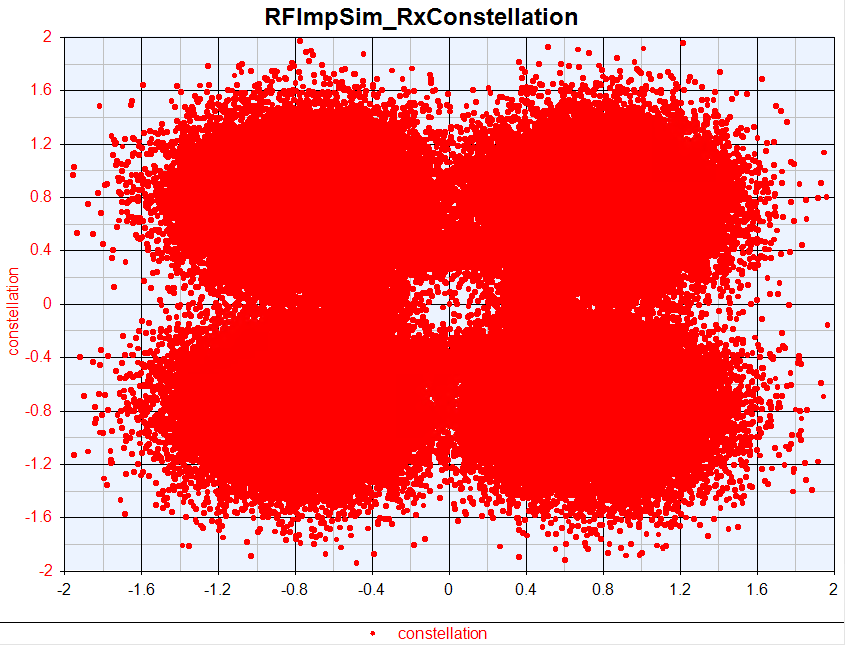 RFImpSim_RxConstellation
2
1.6
1.2
0.8
0.4
0
-0.4
-0.8
-1.2
-1.6
-2
constellation
-2 -1.6 -1.2 -0.8 -0.4 0 0.4 0.8 1.2 1.6 2
constellation